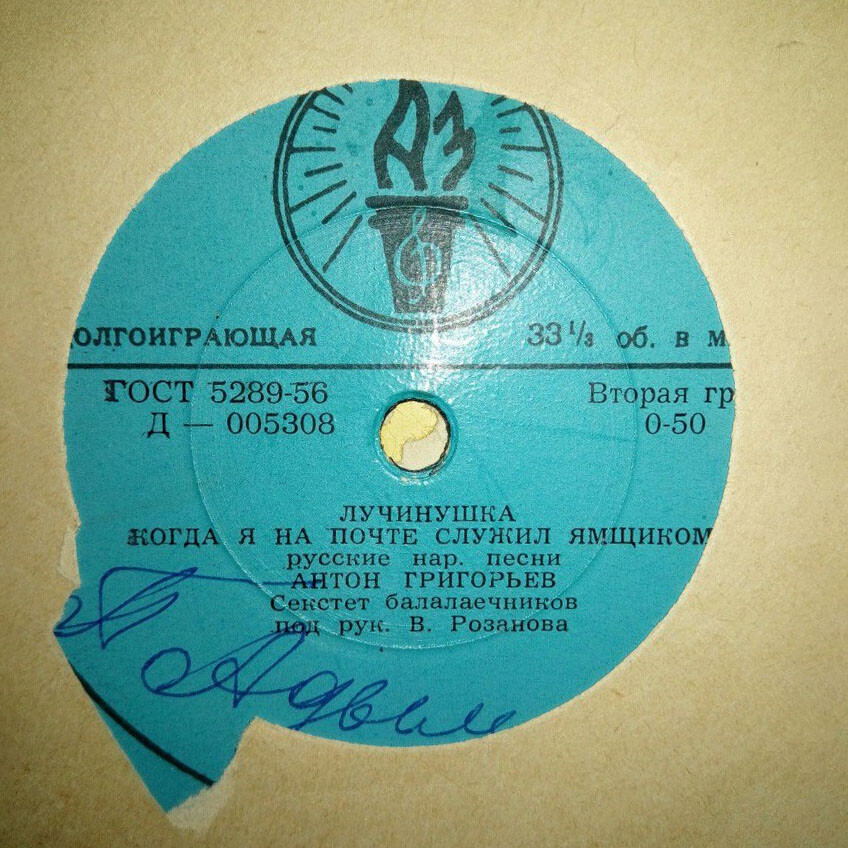 АЗ
ОЛГОИГРАЮЩАЯ 33 1/3 об. в м
ГОСТ 5289-56 Вторая гр
Д — 005308 0-50
ЛУЧИНУШКА
КОГДА Я НА ПОЧТЕ СЛУЖИЛ ЯМЩИКОМ
русские нар. песни
АНТОН ГРИГОРЬЕВ
Секстет балалаечников
под рук. В. Розанова